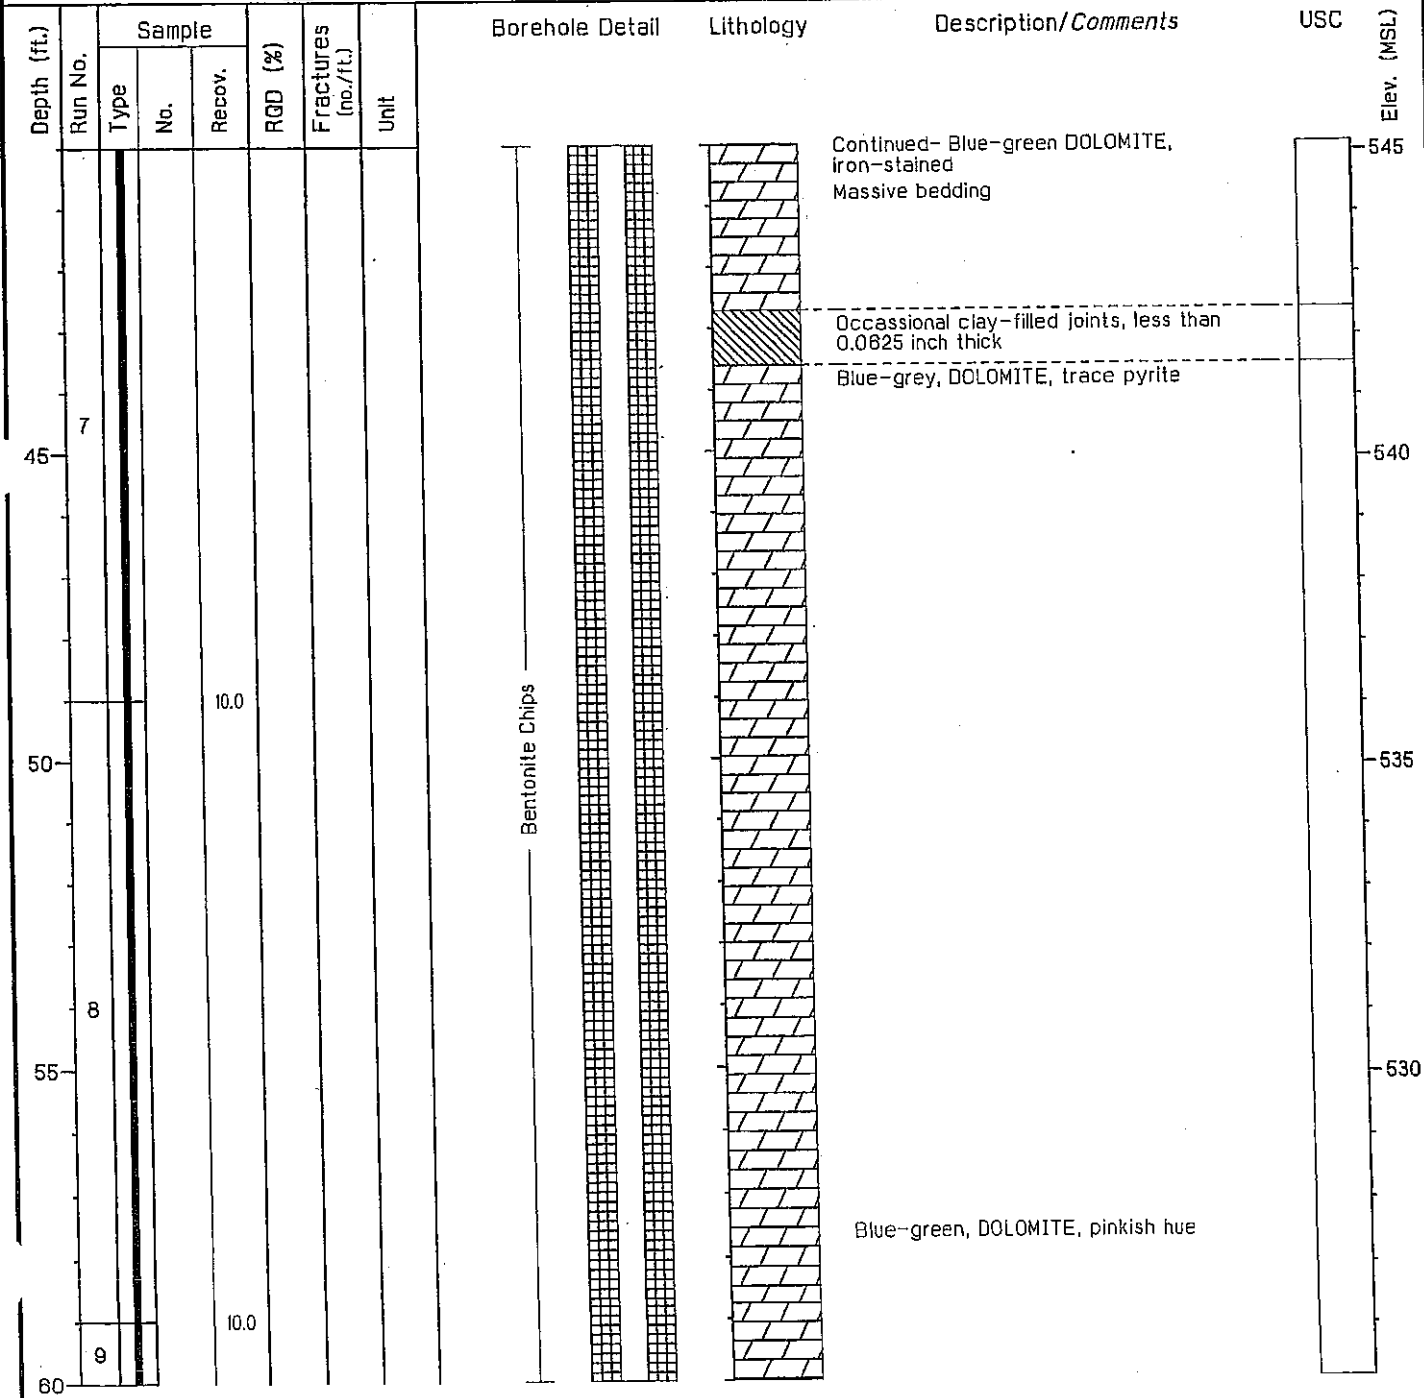 Depth (ft.)
Run No.
Sample
Type
No.
Recov.
RQD (%)
Fractures
(no./ft.)
Unit
Borehole Detail
Lithology
Description/Comments
USC
Elev. (MSL)
Continued- Blue-green DOLOMITE,
iron-stained
Massive bedding
545
Occassional clay-filled joints, less than
0.0625 inch thick
Blue-grey, DOLOMITE, trace pyrite
7
45
540
10.0
Bentonite Chips
50
535
8
55
530
Blue-green, DOLOMITE, pinkish hue
10.0
9
60